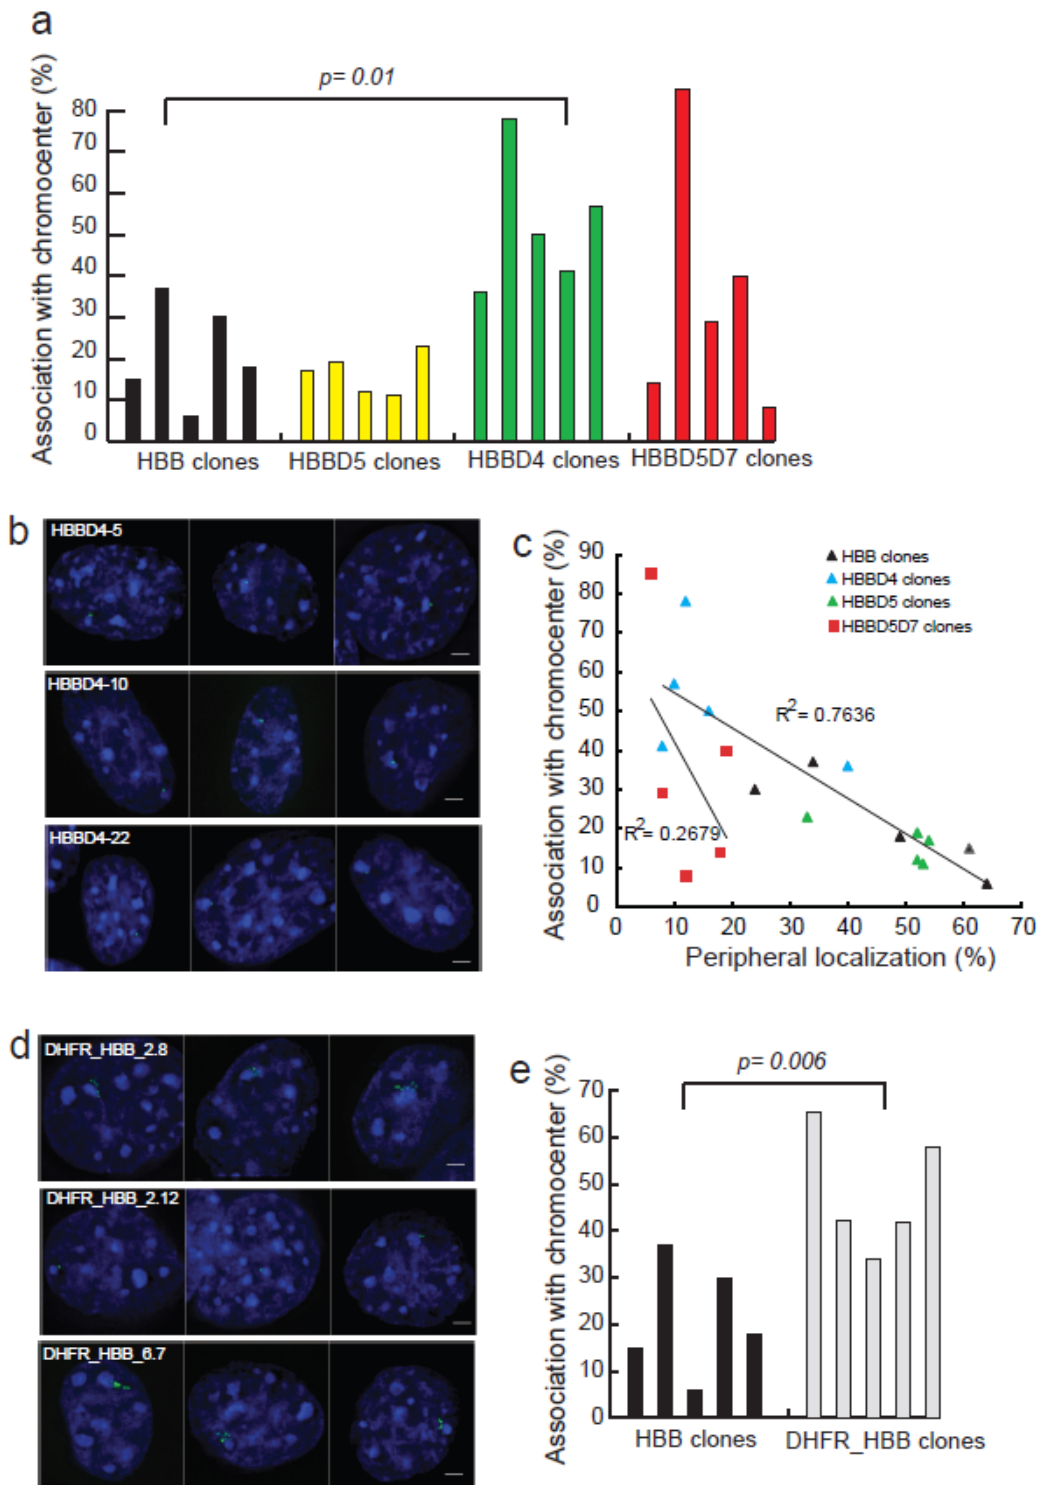 a
p= 0.01
Association with chromocenter (%)
80
70
60
50
40
30
20
10
0
HBB clones
HBBD5 clones
HBBD4 clones
HBBD5D7 clones
b
HBBD4-5
HBBD4-10
HBBD4-22
c
Association with chromocenter (%)
90
80
70
60
50
40
30
20
10
0
HBB clones
HBBD4 clones
HBBD5 clones
HBBD5D7 clones
R²= 0.7636
R²= 0.2679
0 10 20 30 40 50 60 70
Peripheral localization (%)
d
DHFR_HBB_2.8
DHFR_HBB_2.12
DHFR_HBB_6.7
e
p= 0.006
Association with chromocenter (%)
70
60
50
40
30
20
10
0
HBB clones
DHFR_HBB clones